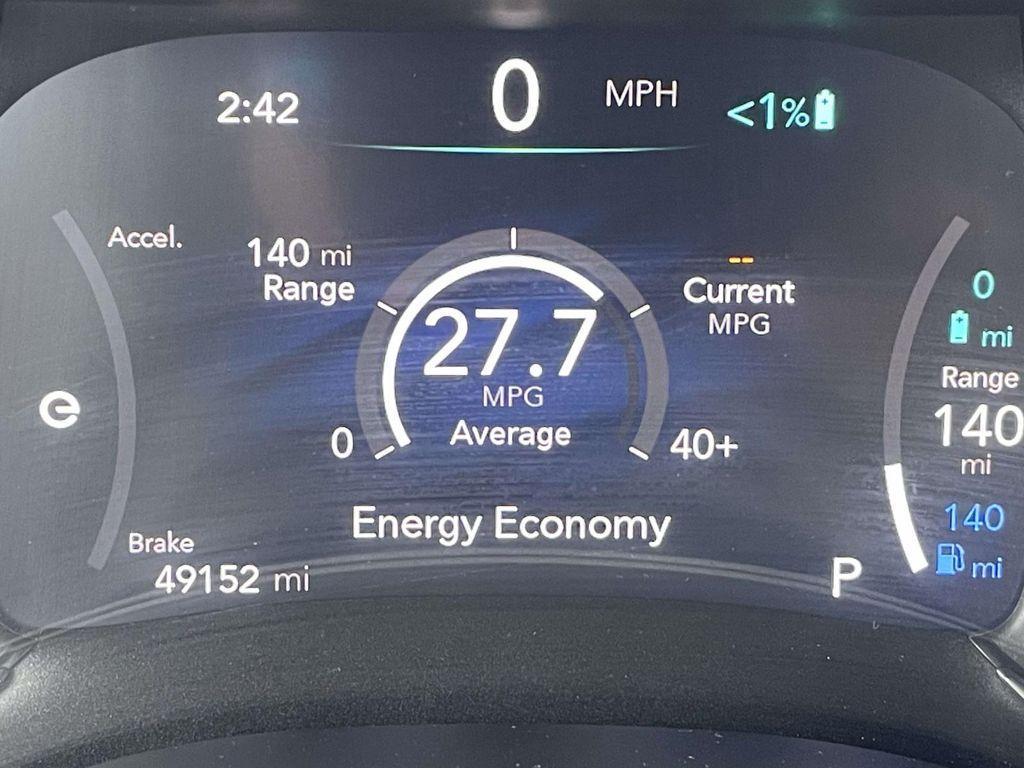 2:42
0 MPH
<1%
Accel.
140 mi
Range
--
Current
MPG
27.7
MPG
Average
0
40+
Energy Economy
Brake
49152 mi
P
0
mi
Range
140
mi
140
mi